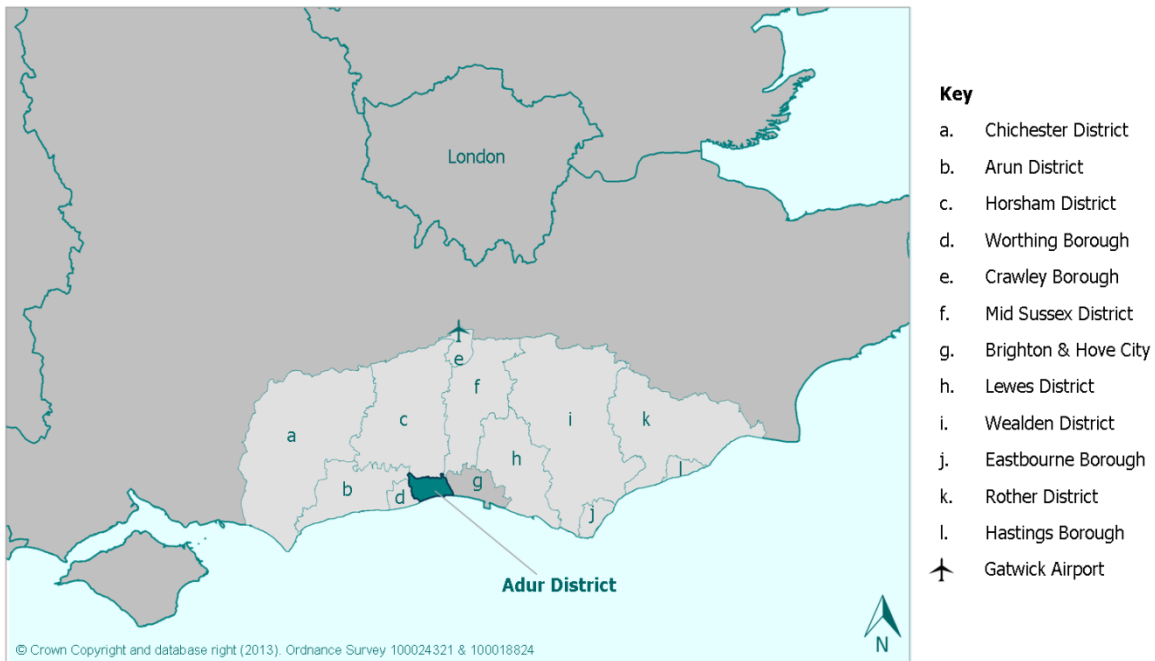 London
e
f
a
c
i
k
h
l
b
d
g
j
Adur District
N
© Crown Copyright and database right (2013). Ordnance Survey 100024321 & 100018824
Key
a. Chichester District
b. Arun District
c. Horsham District
d. Worthing Borough
e. Crawley Borough
f. Mid Sussex District
g. Brighton & Hove City
h. Lewes District
i. Wealden District
j. Eastbourne Borough
k. Rother District
l. Hastings Borough
Gatwick Airport